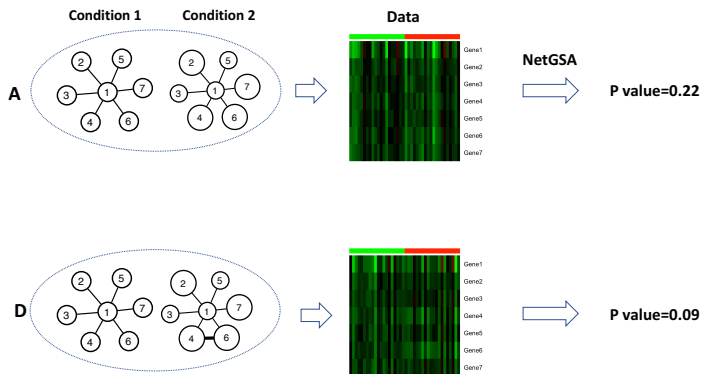 Condition 1 Condition 2 Data
A
2 5 3 1 7 4 6
2 5 3 1 7 4 6
Gene1
Gene2
Gene3
Gene4
Gene5
Gene6
Gene7
NetGSA
P value=0.22
D
2 5 3 1 7 4 6
2 5 3 1 7 4 6
Gene1
Gene2
Gene3
Gene4
Gene5
Gene6
Gene7
P value=0.09